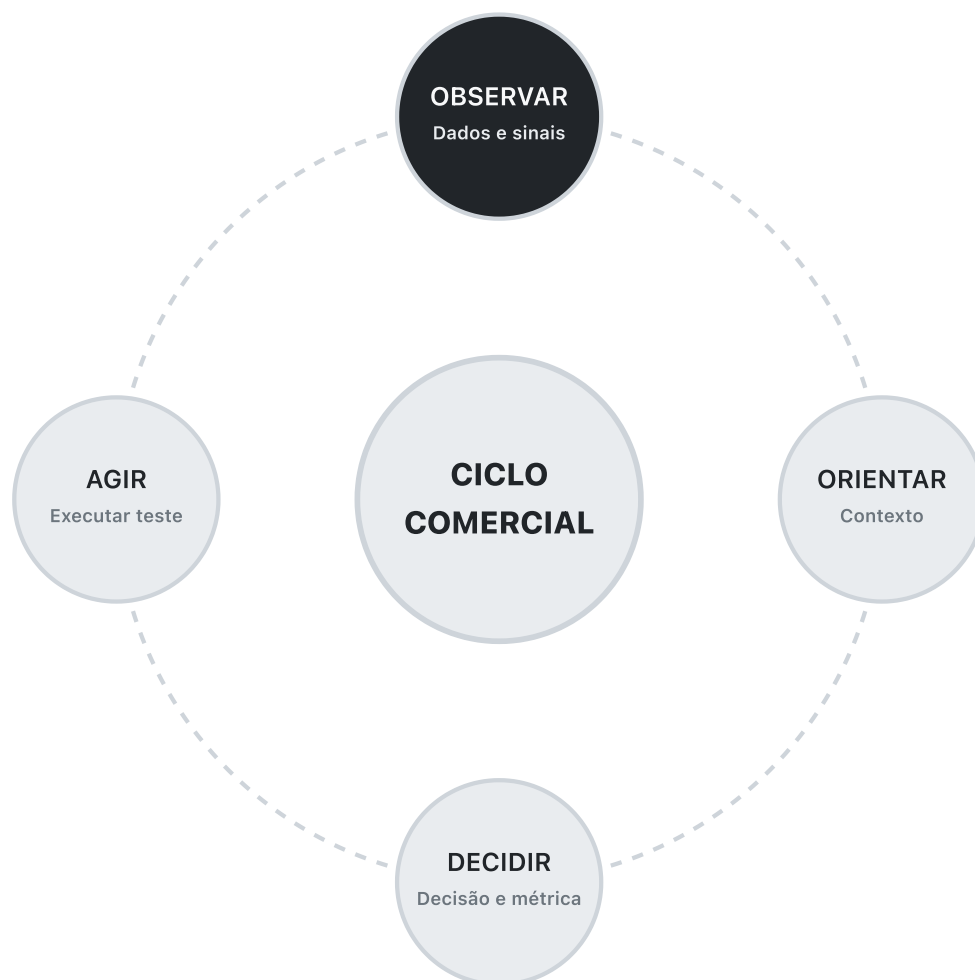 OBSERVAR
Dados e sinais
CICLO
COMERCIAL
AGIR
Executar teste
ORIENTAR
Contexto
DECIDIR
Decisão e métrica